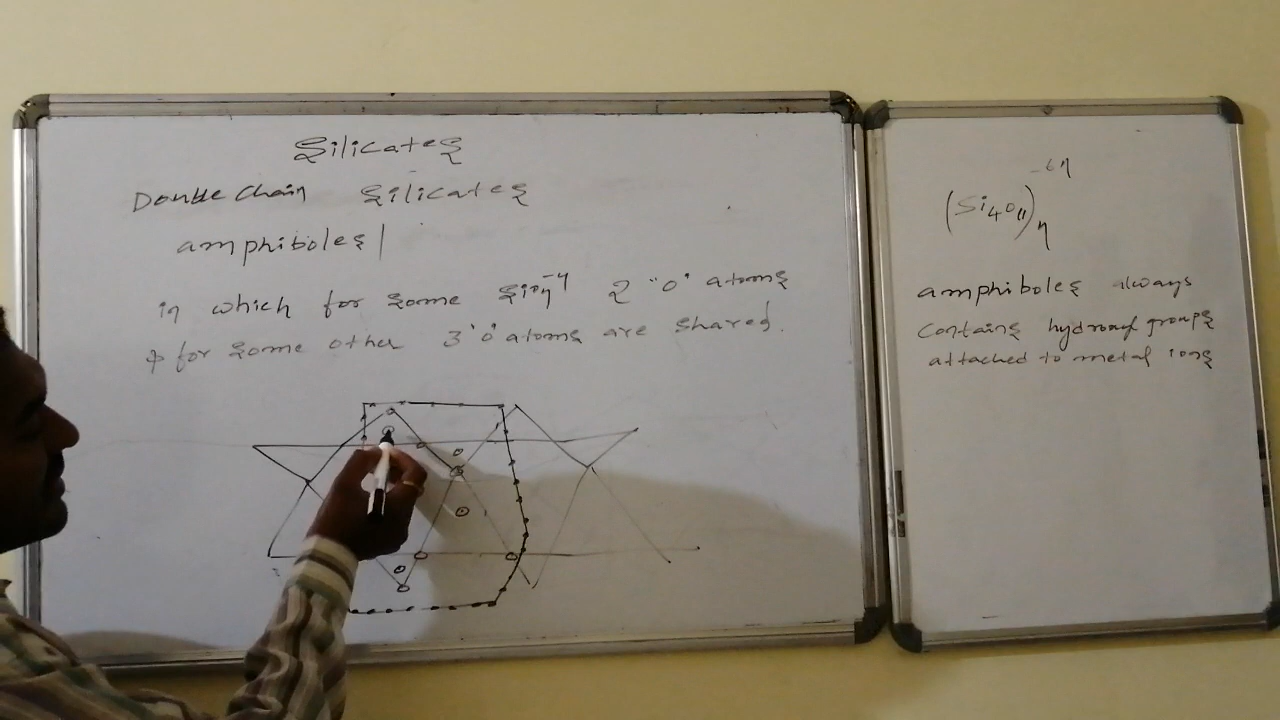 Silicates
Double chain silicates
amphiboles|
in which for some SiO4^-4 2 "O" atoms
& for some other 3 'O' atoms are shared.
(Si4O11)n^-6n
amphiboles always
contains hydroxyl groups
attached to metal ions